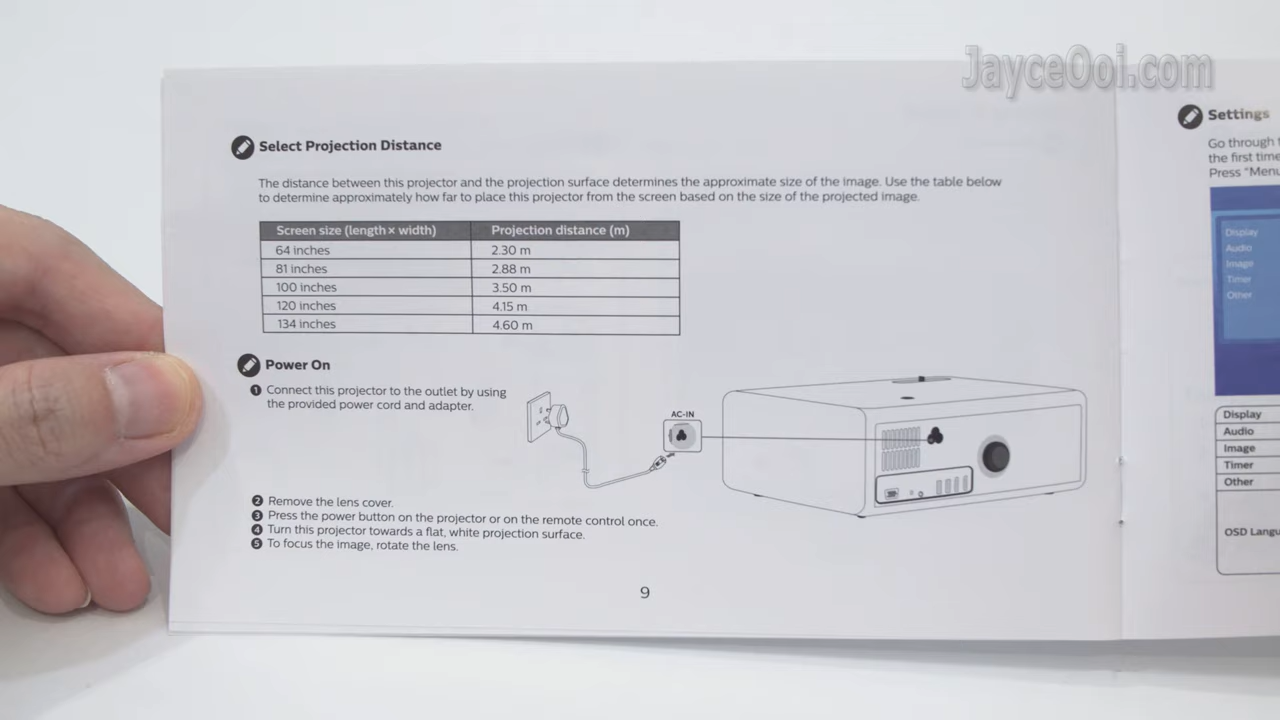 JayceOoi.com
Select Projection Distance
The distance between this projector and the projection surface determines the approximate size of the image. Use the table below
to determine approximately how far to place this projector from the screen based on the size of the projected image.
Screen size (length× width) Projection distance (m)
64 inches 2.30 m
81 inches 2.88 m
100 inches 3.50 m
120 inches 4.15 m
134 inches 4.60 m
Power On
1 Connect this projector to the outlet by using
the provided power cord and adapter.
AC-IN
2 Remove the lens cover.
3 Press the power button on the projector or on the remote control once.
4 Turn this projector towards a flat, white projection surface.
5 To focus the image, rotate the lens.
9
Settings
Go through
the first time
Press "Menu
Display
Audio
Image
Timer
Other
Display
Audio
Image
Timer
Other
OSD Langu